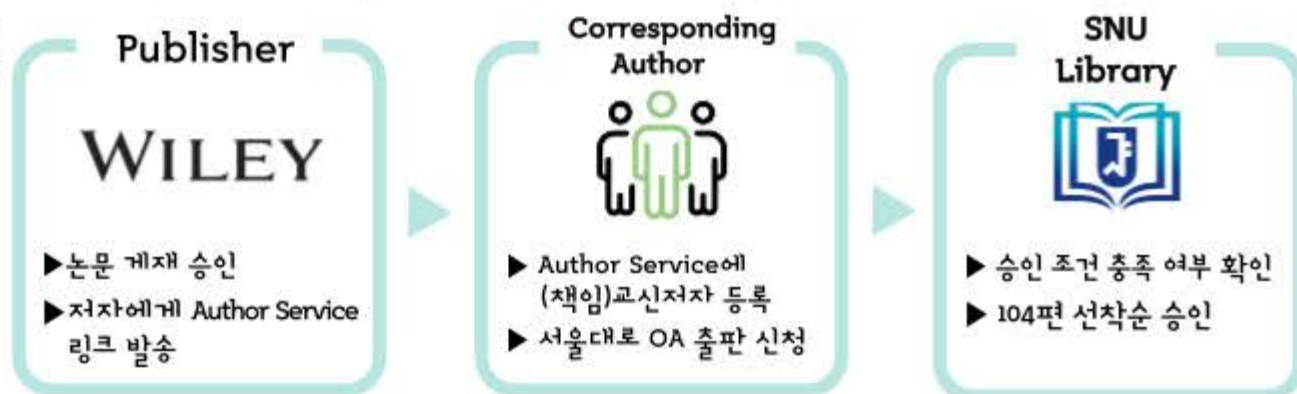 Publisher
WILEY
▶논문 게재 승인
▶저자에게 Author Service
링크 발송
Corresponding
Author
▶ Author Service에
(책임)교신저자 등록
▶ 서울대로 OA 출판 신청
SNU
Library
▶ 승인 조건 충족 여부 확인
▶ 104편 선착순 승인